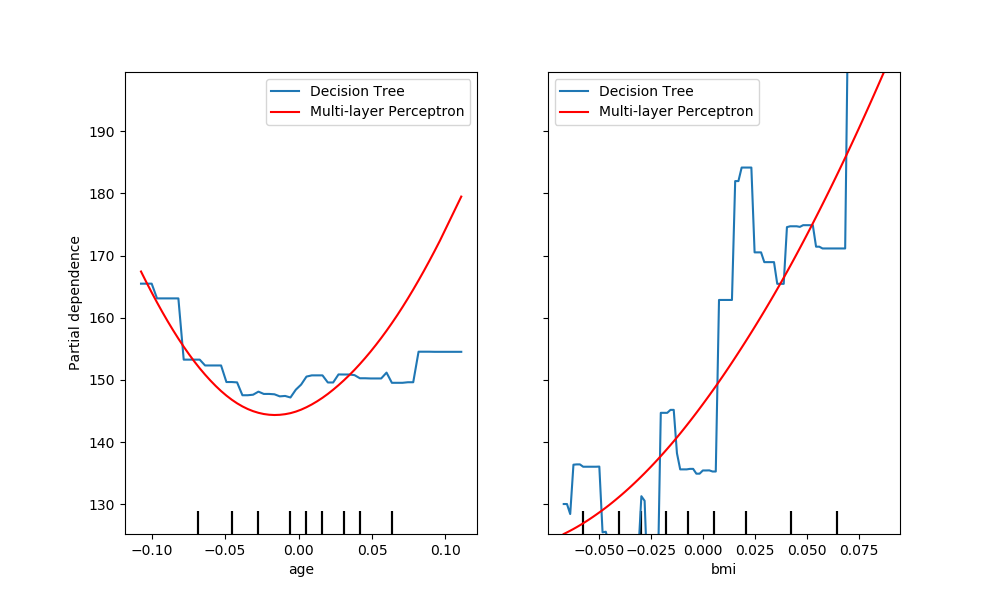 Decision Tree
Multi-layer Perceptron
Partial dependence
190
180
170
160
150
140
130
−0.10 −0.05 0.00 0.05 0.10
age
Decision Tree
Multi-layer Perceptron
−0.050 −0.025 0.000 0.025 0.050 0.075
bmi